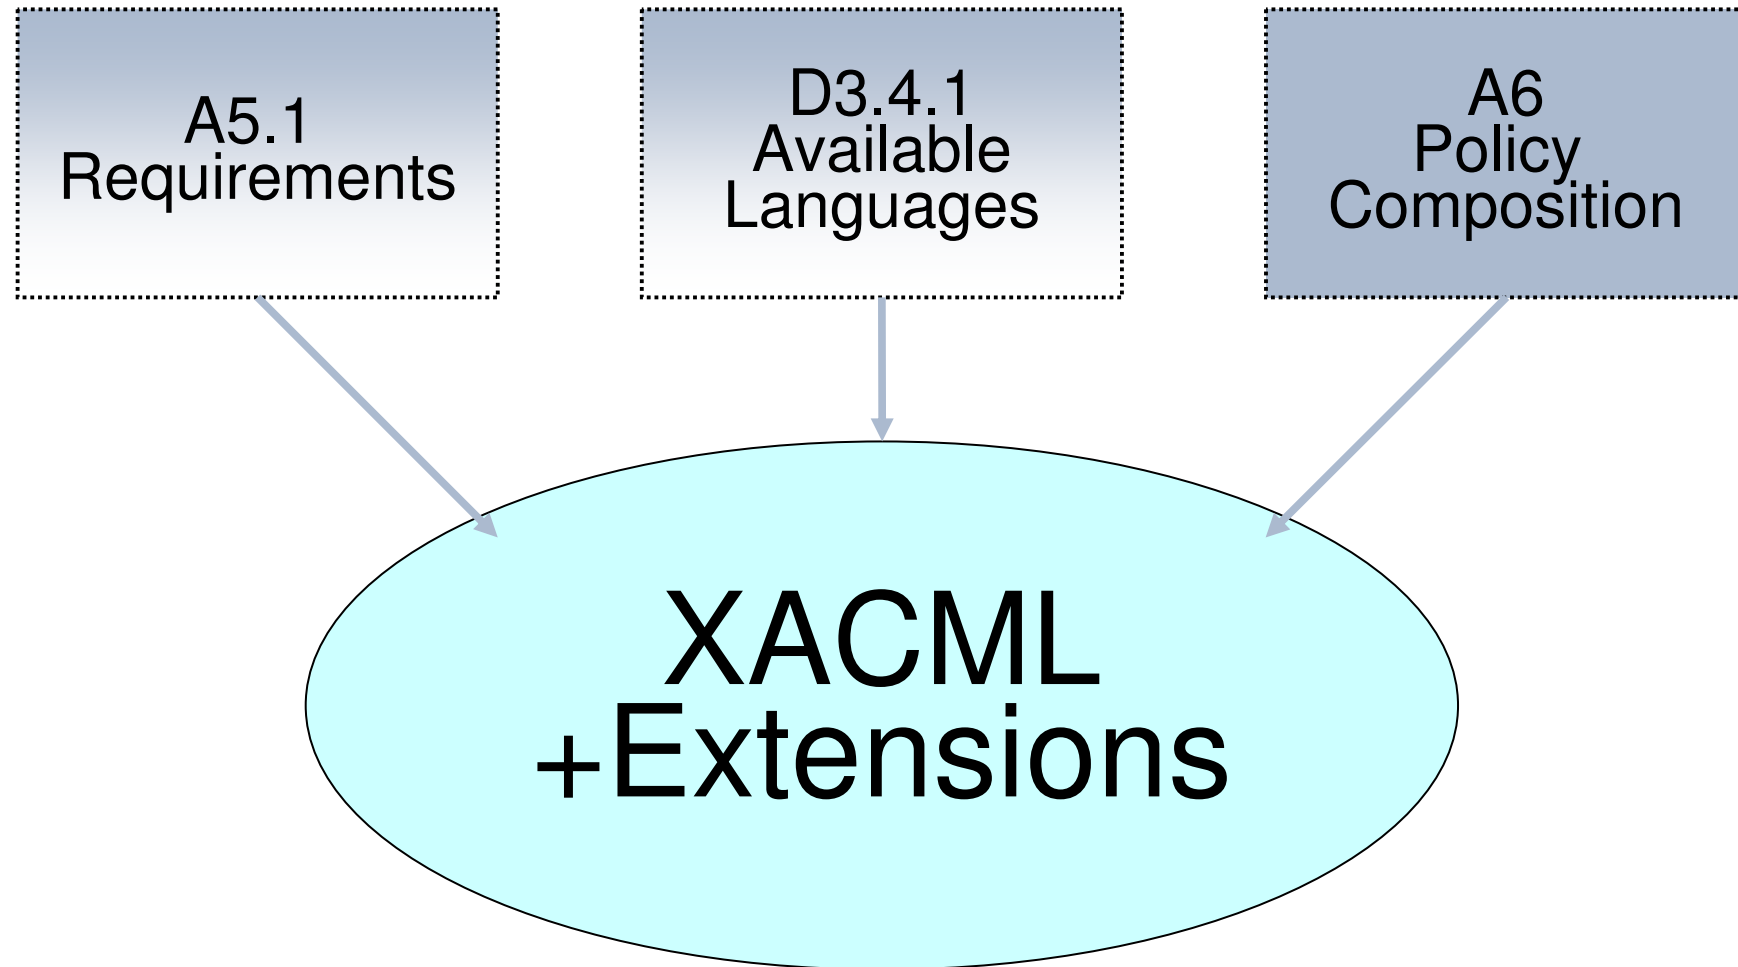 A5.1
Requirements
D3.4.1
Available
Languages
A6
Policy
Composition
XACML
+Extensions